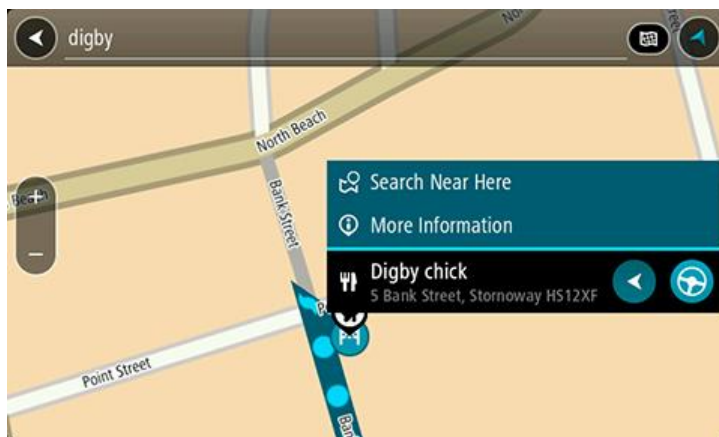 digby
North Beach
Beach
Bank Street
Search Near Here
More Information
Digby chick
5 Bank Street, Stornoway HS12XF
Point Street